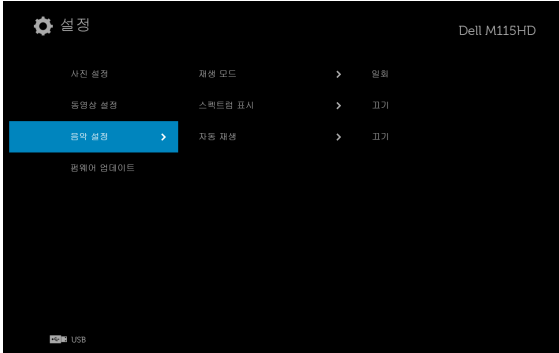 설정
Dell M115HD
사진 설정
재생 모드
일회
동영상 설정
스펙트럼 표시
끄기
음악 설정
자동 재생
끄기
펌웨어 업데이트
USB